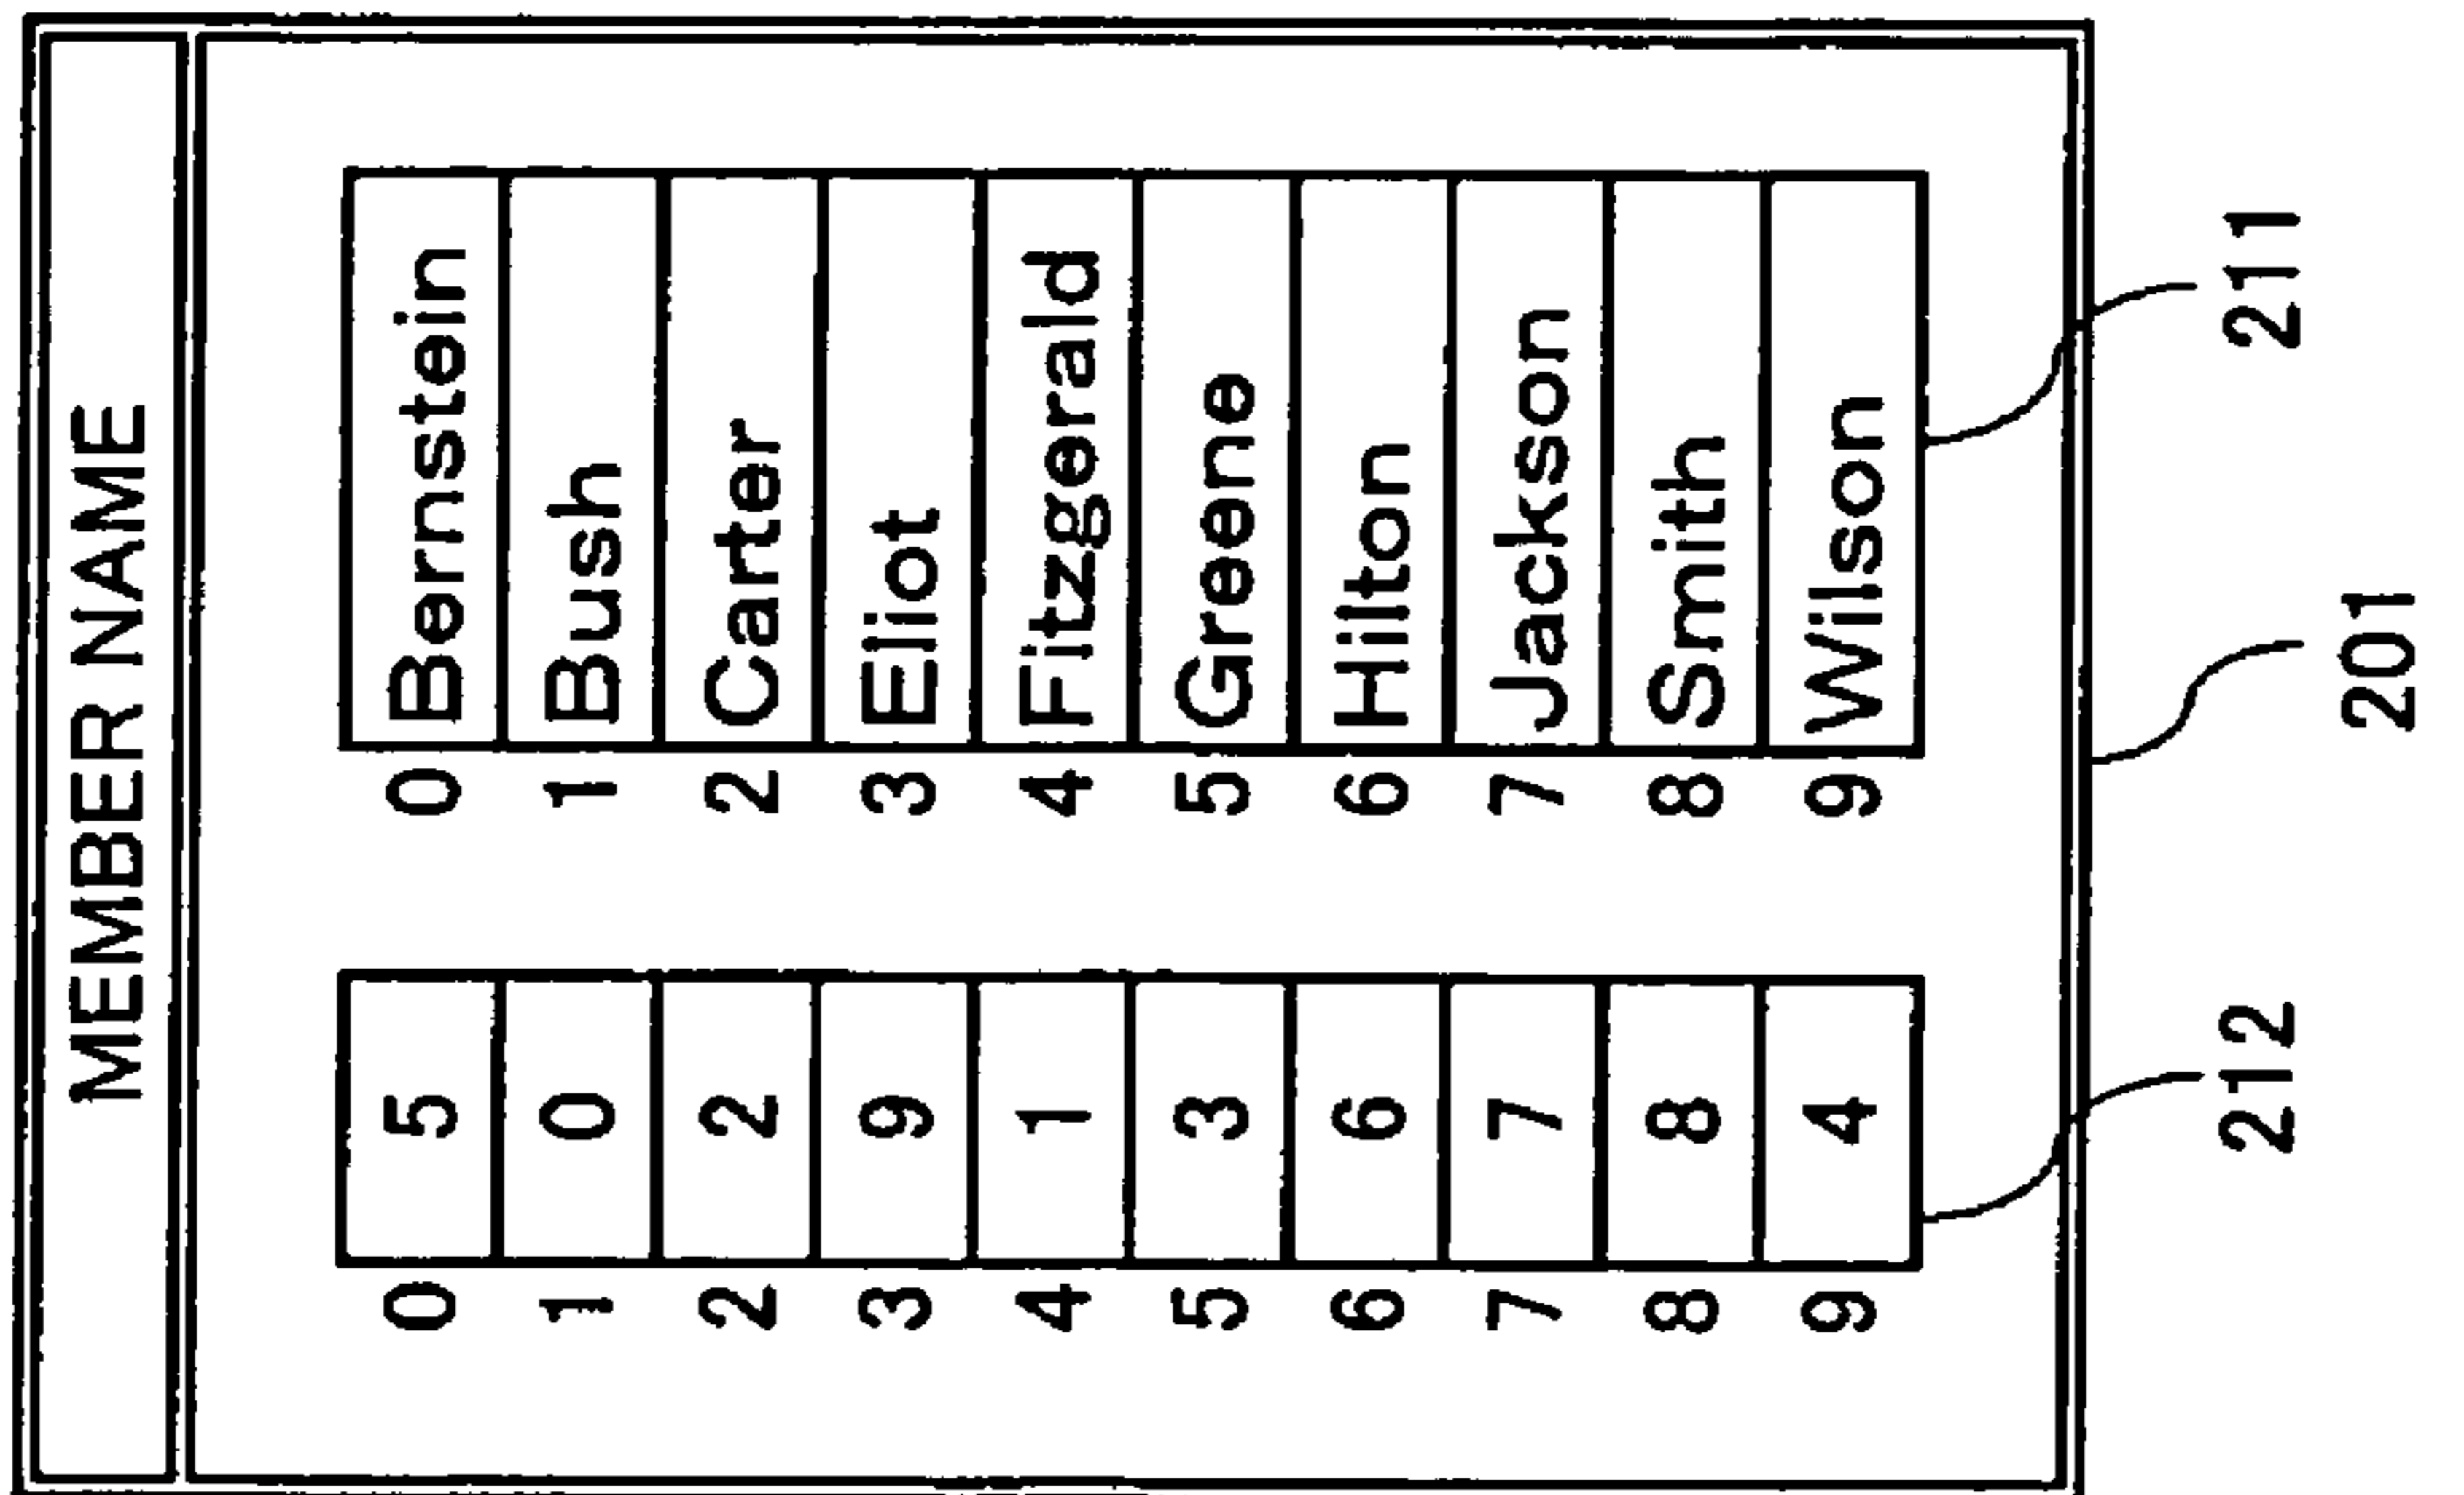 MEMBER NAME
0 5 0 Bernstein
1 0 1 Bush
2 2 2 Carter
3 9 3 Eliot
4 1 4 Fitzgerald
5 3 5 Greene
6 6 6 Hilton
7 7 7 Jackson
8 8 8 Smith
9 4 9 Wilson
212 211
201